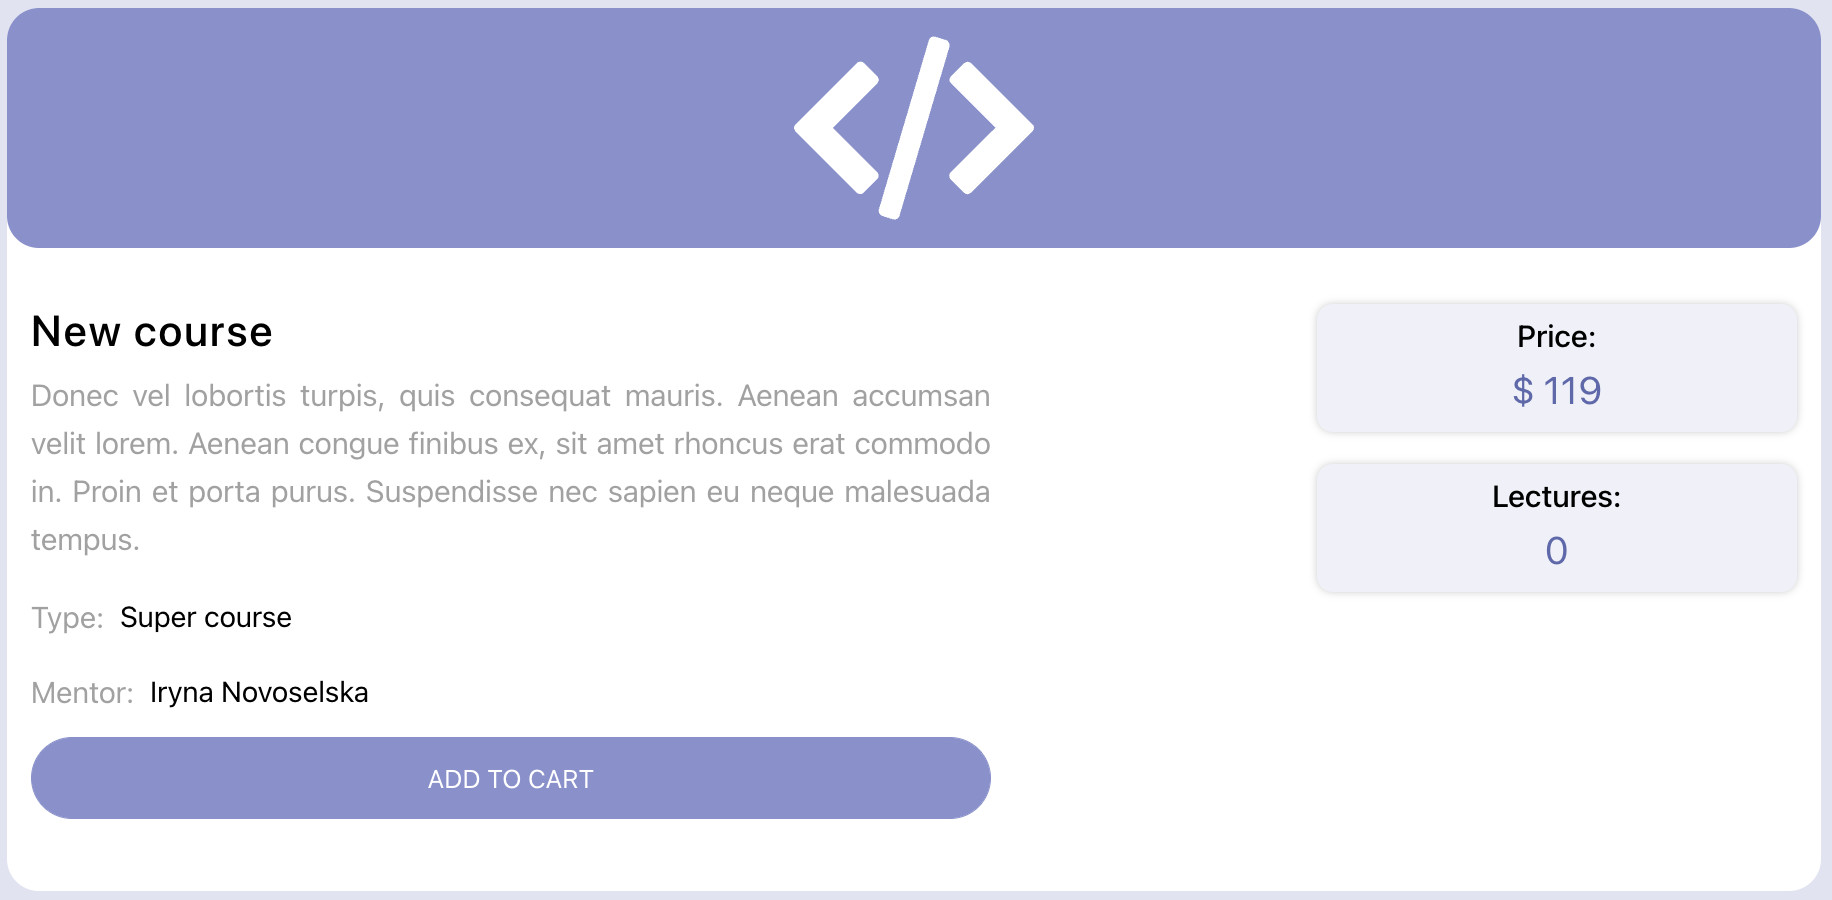 </>
New course
Donec vel lobortis turpis, quis consequat mauris. Aenean accumsan
velit lorem. Aenean congue finibus ex, sit amet rhoncus erat commodo
in. Proin et porta purus. Suspendisse nec sapien eu neque malesuada
tempus.
Type: Super course
Mentor: Iryna Novoselska
ADD TO CART
Price:
$ 119
Lectures:
0